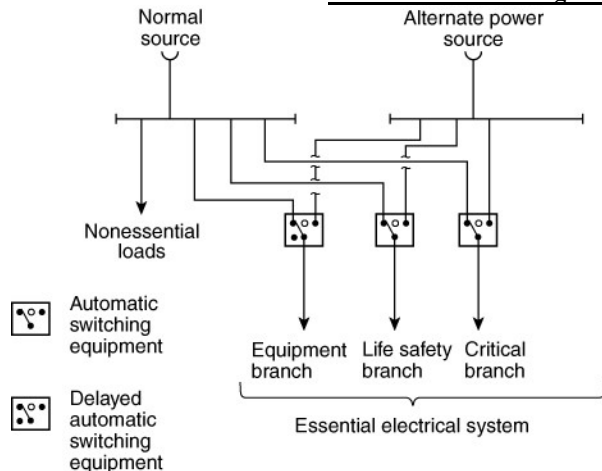 Normal
source
Alternate power
source
Nonessential
loads
Automatic
switching
equipment
Delayed
automatic
switching
equipment
Equipment
branch
Life safety
branch
Critical
branch
Essential electrical system